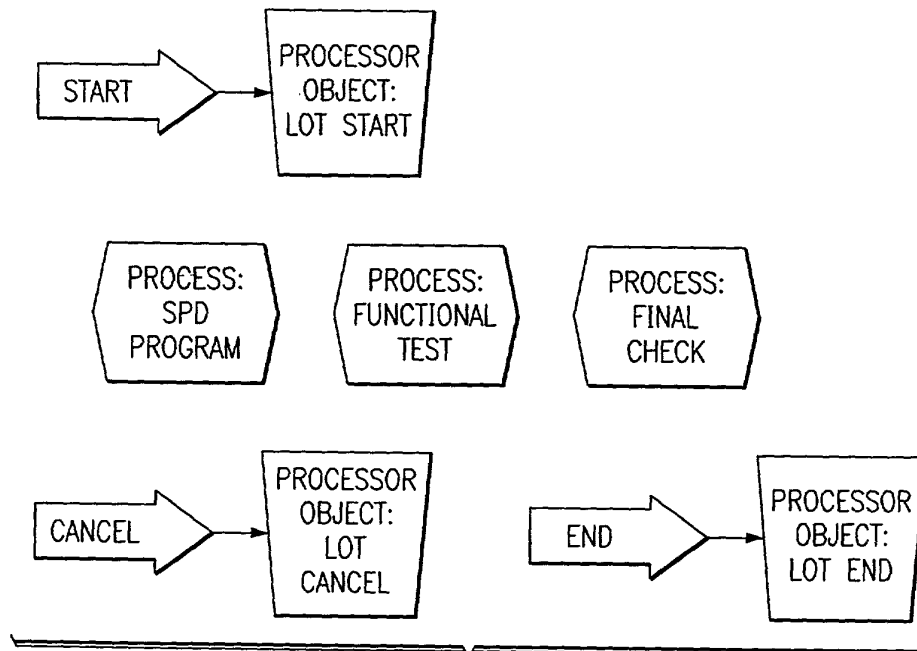 START
PROCESSOR
OBJECT:
LOT START
PROCESS:
SPD
PROGRAM
PROCESS:
FUNCTIONAL
TEST
PROCESS:
FINAL
CHECK
CANCEL
PROCESSOR
OBJECT:
LOT
CANCEL
END
PROCESSOR
OBJECT:
LOT END